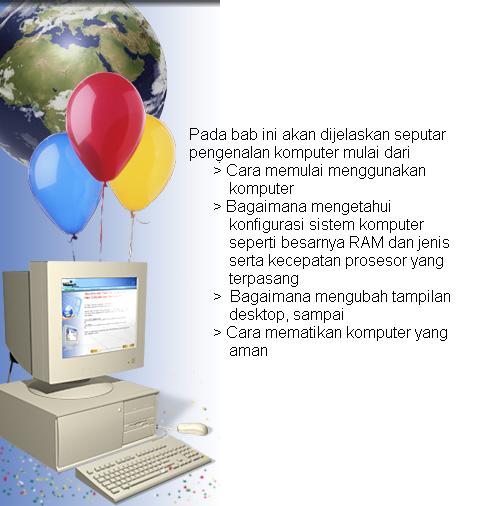 Pada bab ini akan dijelaskan seputar
pengenalan komputer mulai dari
> Cara memulai menggunakan
komputer
> Bagaimana mengetahui
konfigurasi sistem komputer
seperti besarnya RAM dan jenis
serta kecepatan prosesor yang
terpasang
> Bagaimana mengubah tampilan
desktop, sampai
> Cara mematikan komputer yang
aman